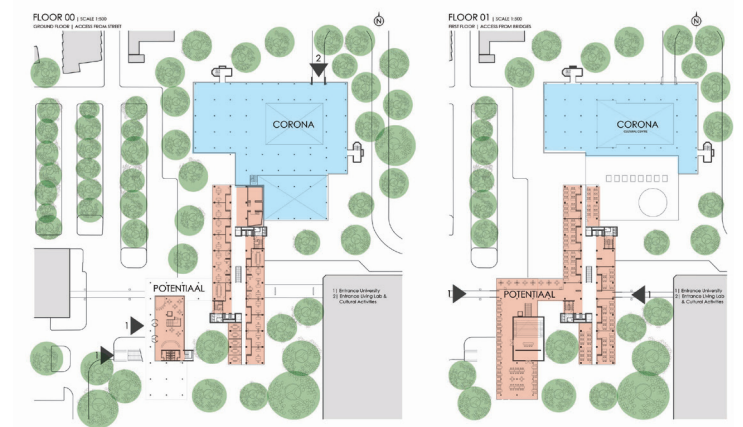 FLOOR 00 | SCALE 1:500
GROUND FLOOR | ACCESS FROM STREET
N
2
CORONA
POTENTIAAL
1
1
1) Entrance University
2) Entrance Living Lab &
Cultural Activities
FLOOR 01 | SCALE 1:500
FIRST FLOOR | ACCESS FROM BRIDGES
N
CORONA
POTENTIAAL
1
1
1) Entrance University
2) Entrance Living Lab &
Cultural Activities